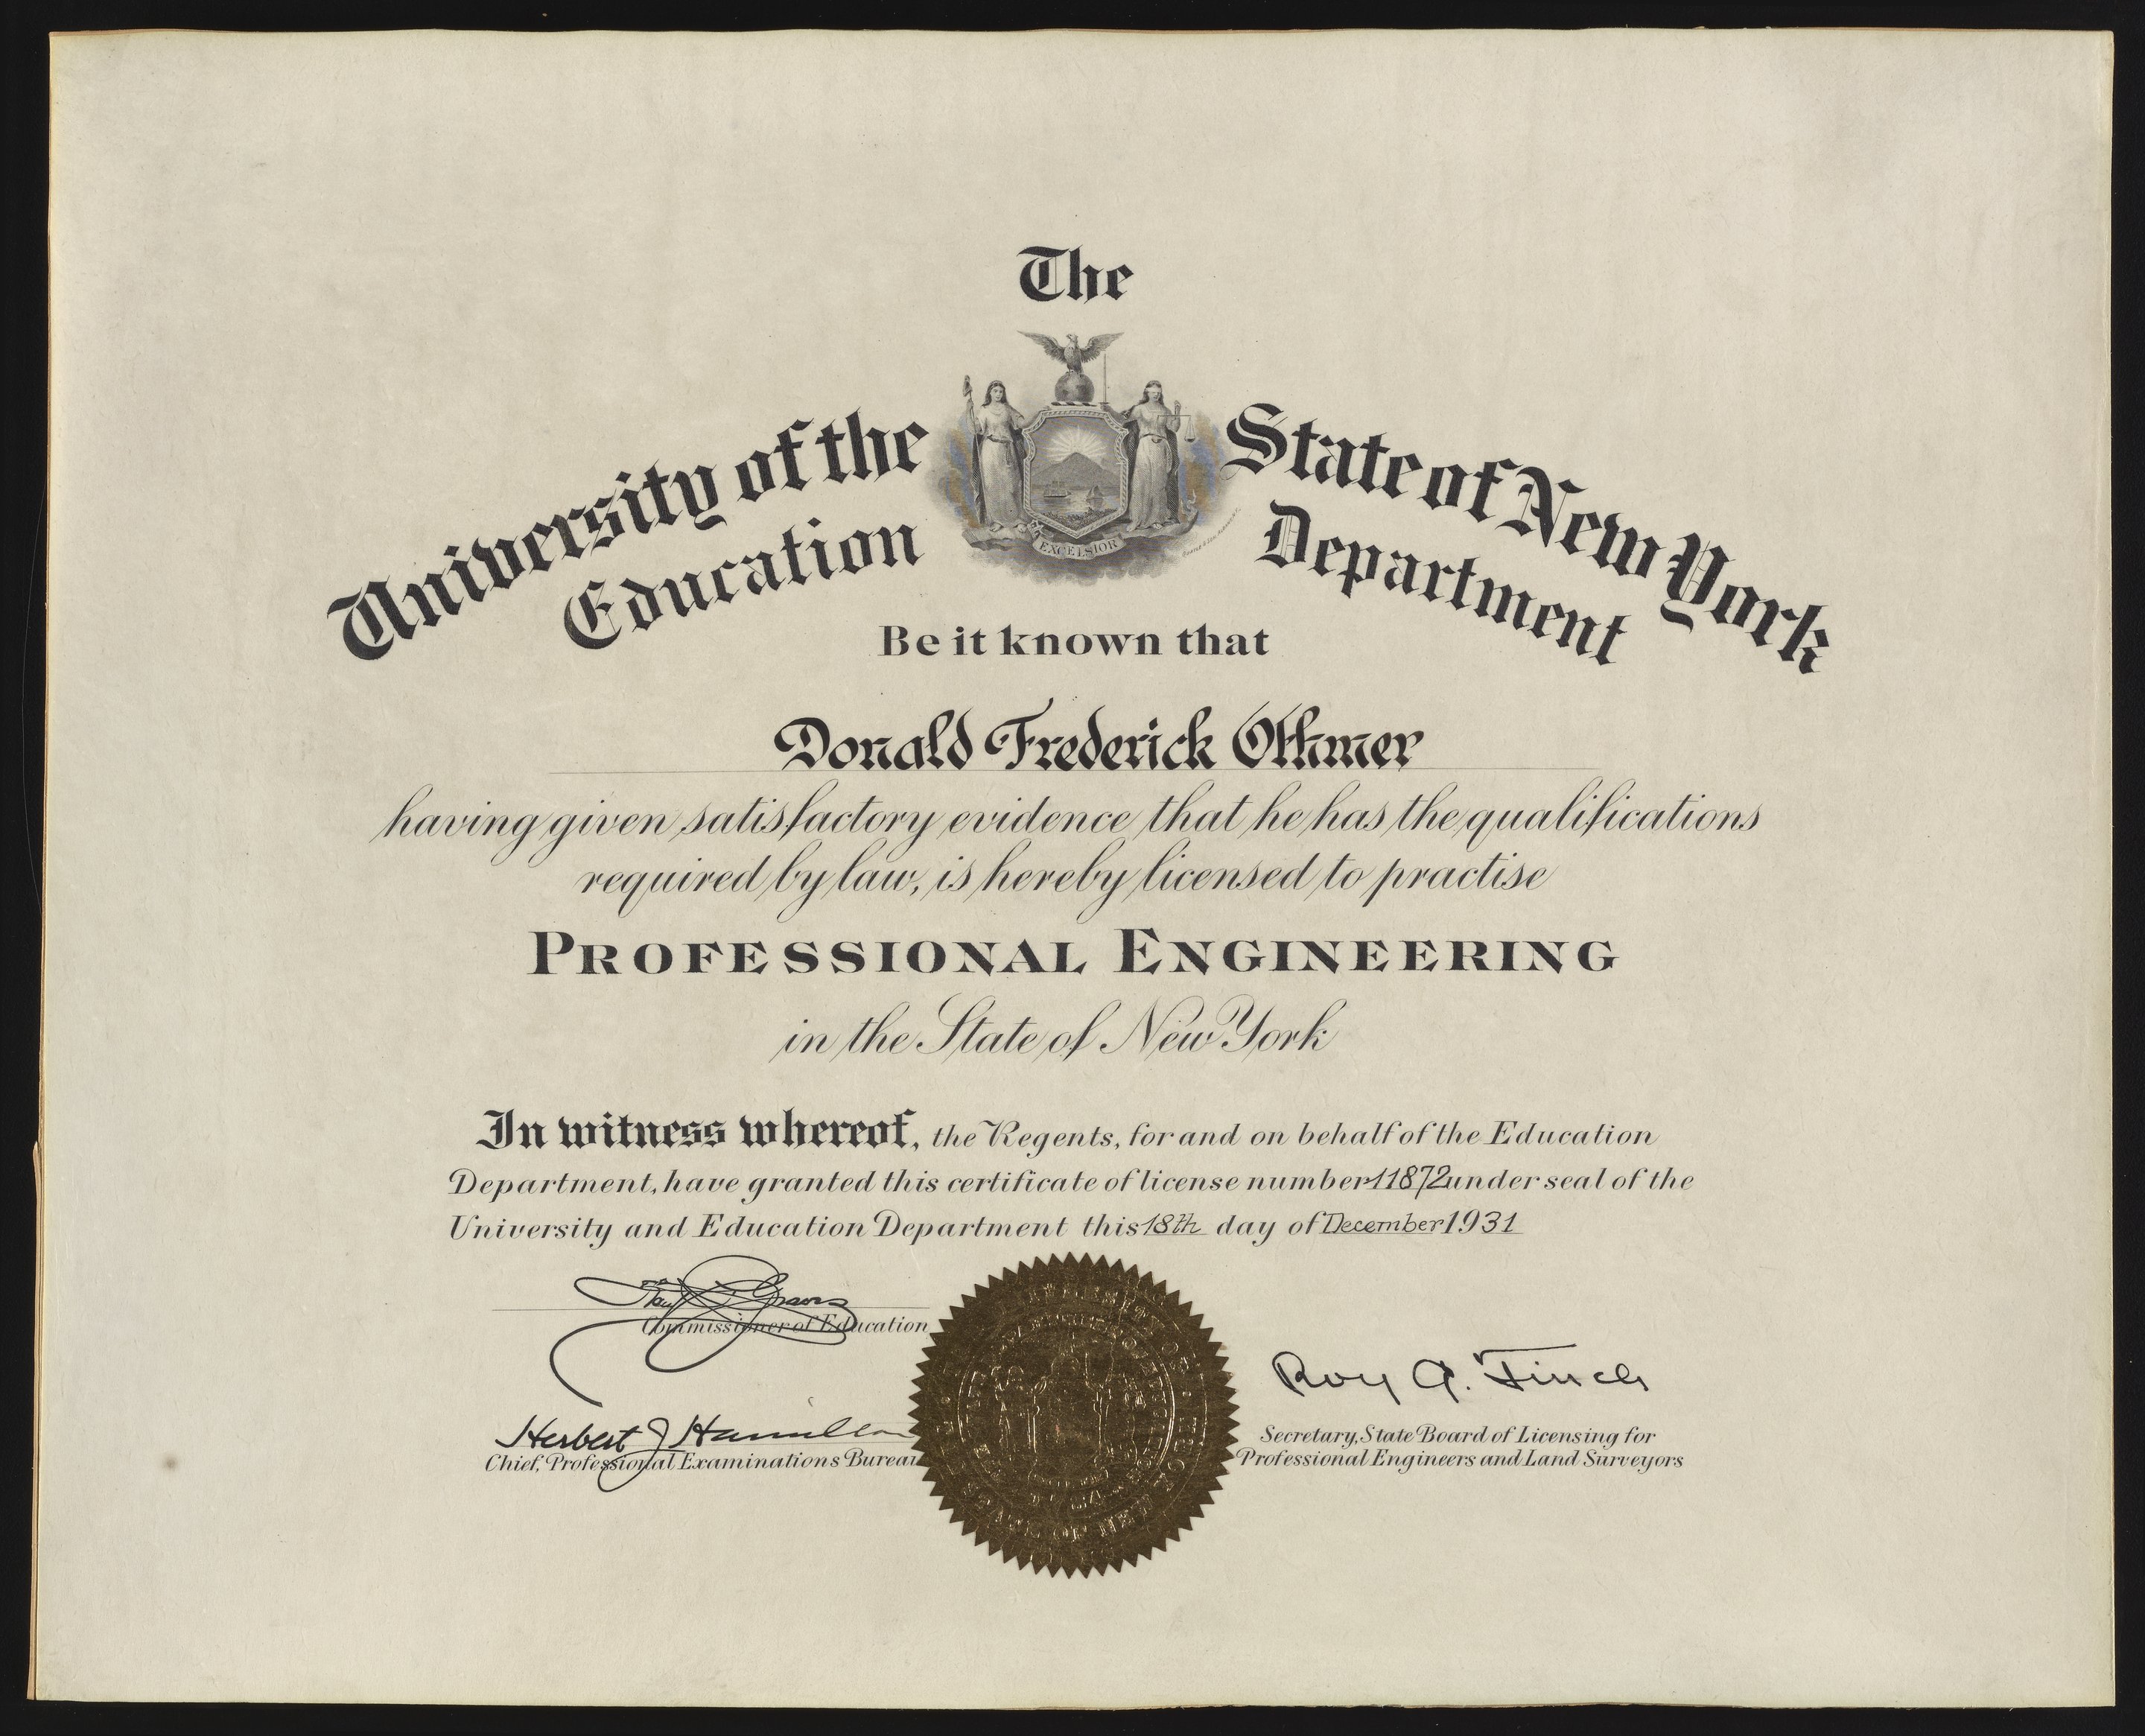 The
University of the State of New York
Education Department
EXCELSIOR
Be it known that
Donald Frederick Othmer
having given satisfactory evidence that he has the qualifications
required by law, is hereby licensed to practise
PROFESSIONAL ENGINEERING
in the State of New York
In witness whereof, the Regents, for and on behalf of the Education
Department, have granted this certificate of license number 11872 under seal of the
University and Education Department this 18th day of December 1931
Commissioner of Education
Herbert J Hamilton
Chief, Professional Examinations Bureau
Roy G. Finch
Secretary, State Board of Licensing for
Professional Engineers and Land Surveyors